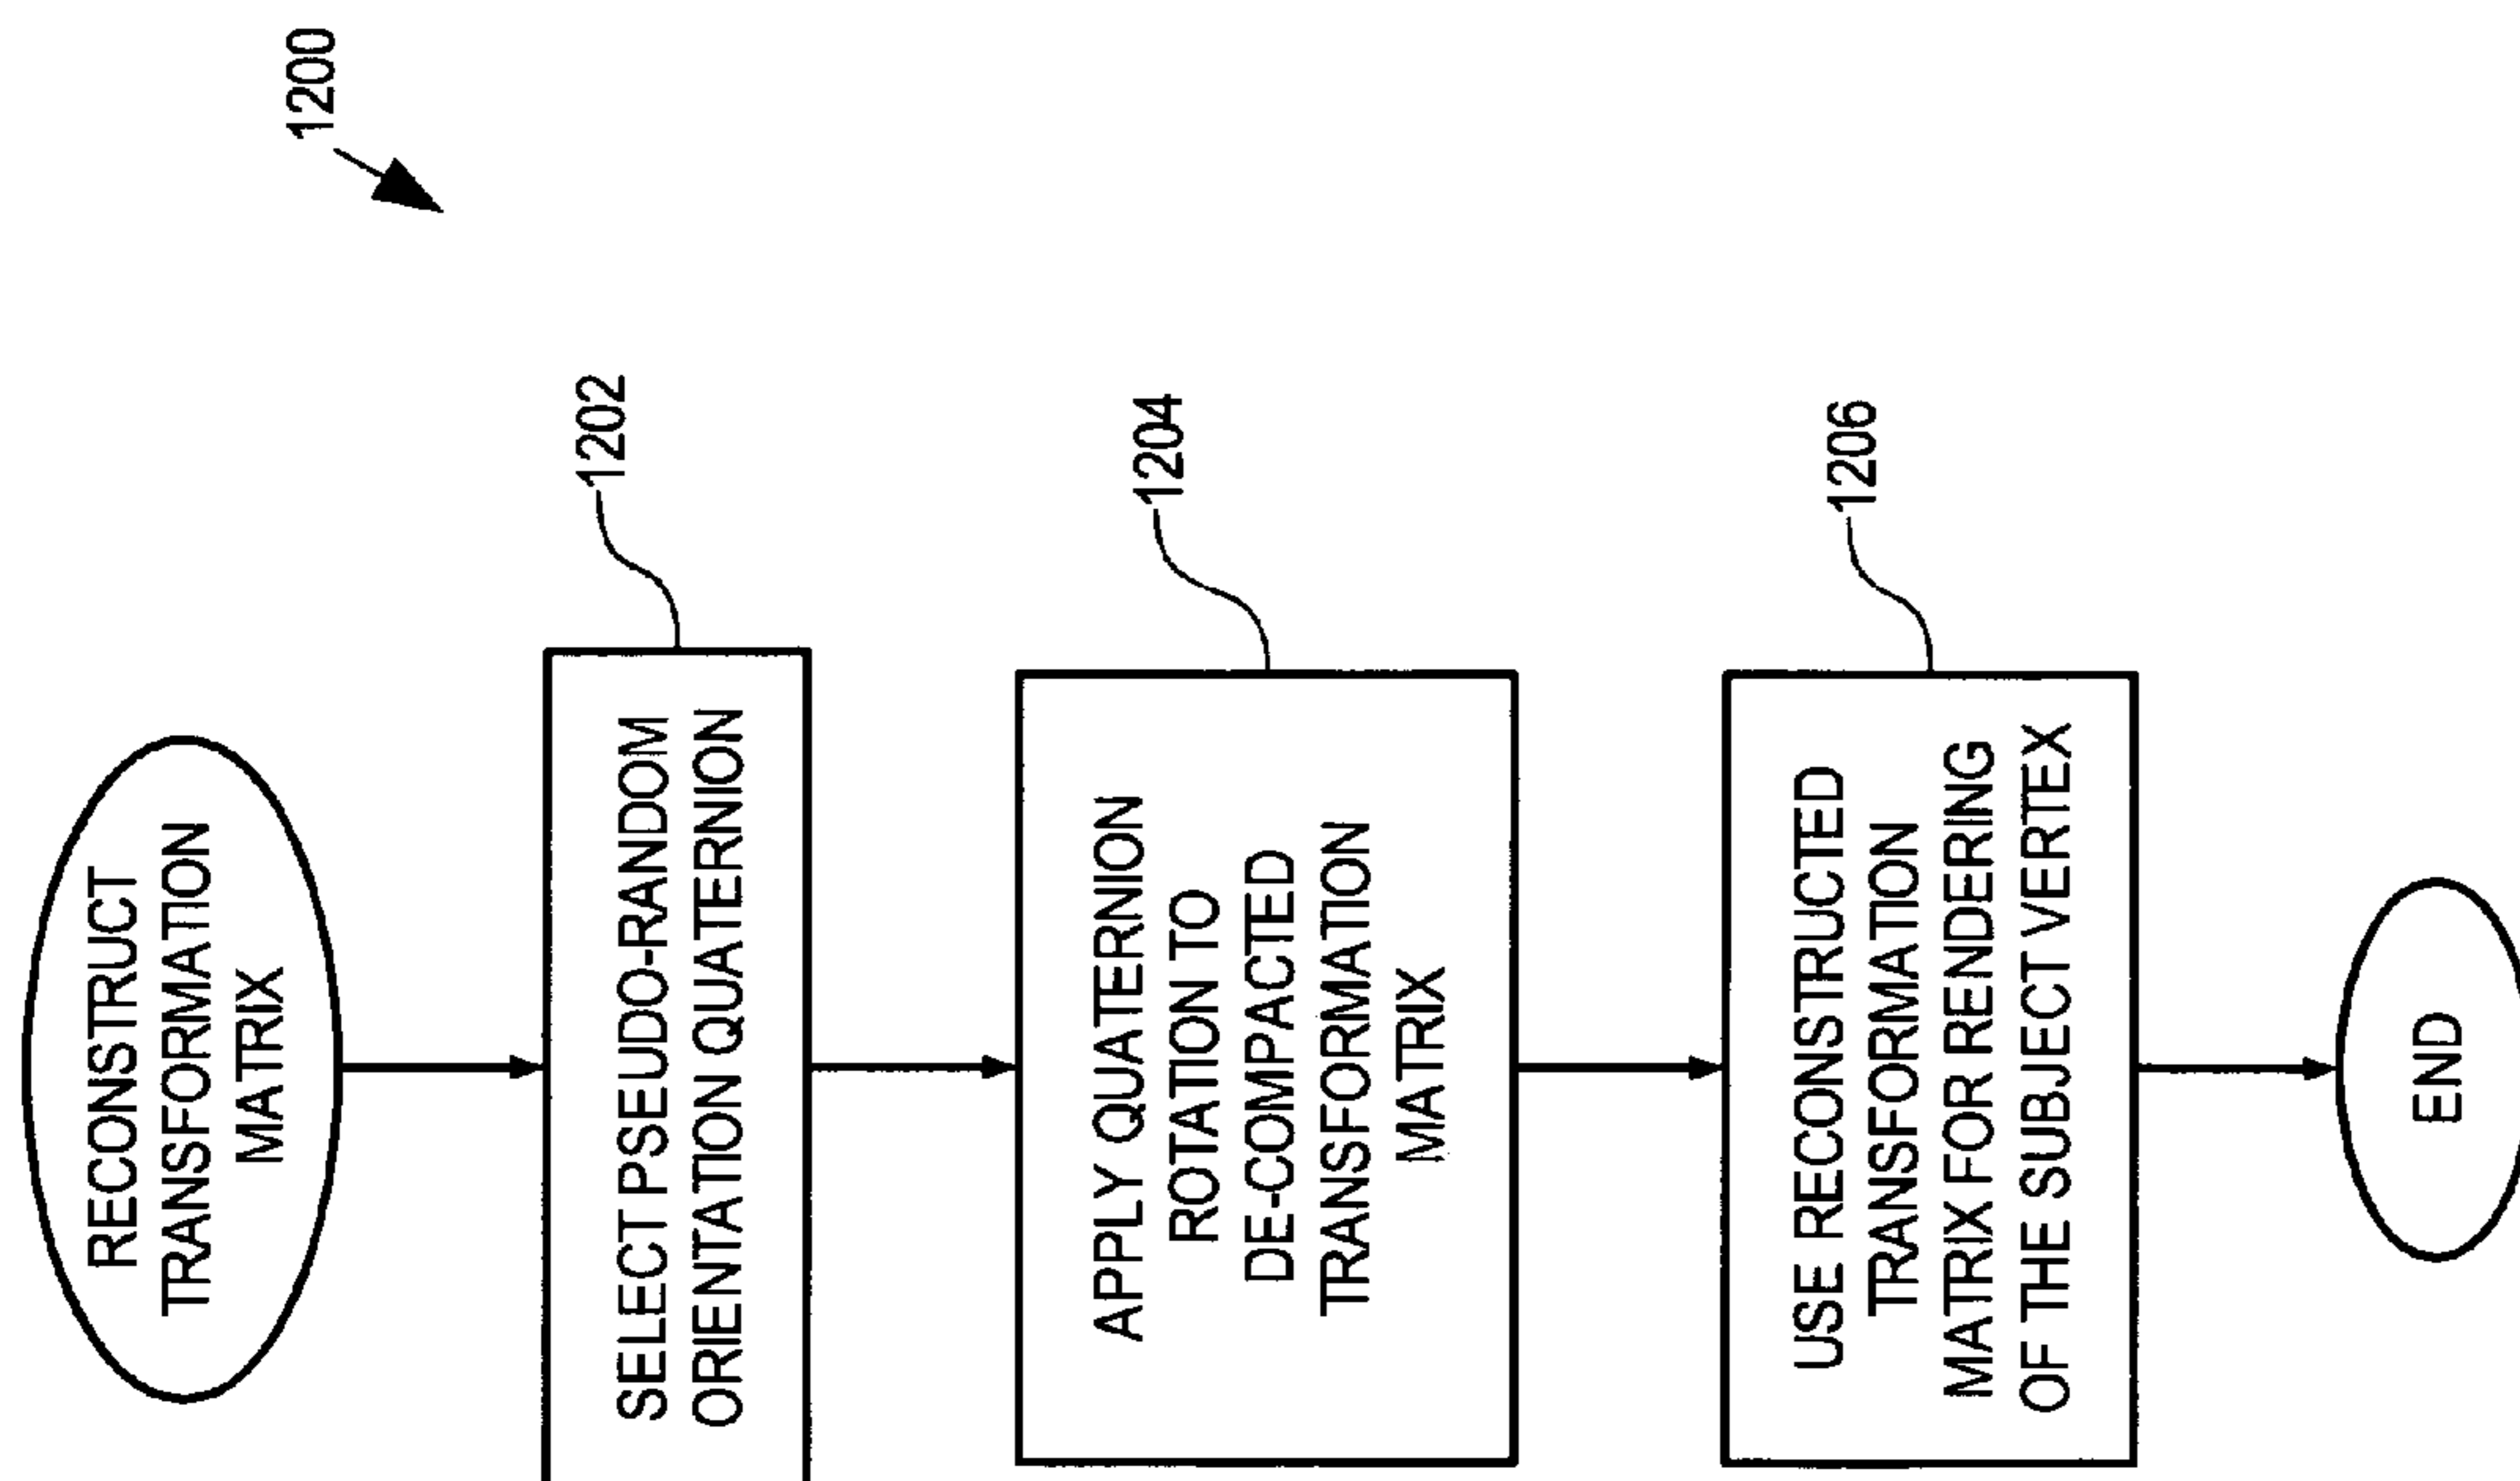 1200
RECONSTRUCT
TRANSFORMATION
MATRIX
1202
SELECT PSEUDO-RANDOM
ORIENTATION QUATERNION
1204
APPLY QUATERNION
ROTATION TO
DE-COMPACTED
TRANSFORMATION
MATRIX
1206
USE RECONSTRUCTED
TRANSFORMATION
MATRIX FOR RENDERING
OF THE SUBJECT VERTEX
END